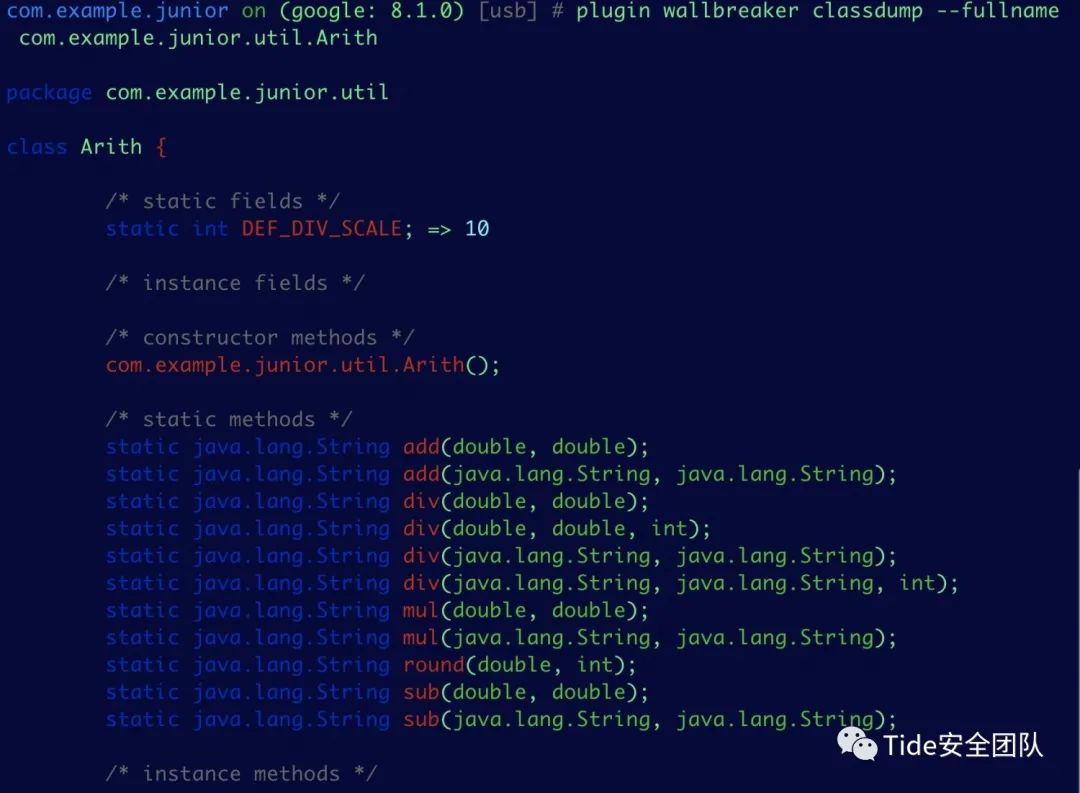 com.example.junior on (google: 8.1.0) [usb] # plugin wallbreaker classdump --fullname
com.example.junior.util.Arith
package com.example.junior.util
class Arith {
/* static fields */
static int DEF_DIV_SCALE; => 10
/* instance fields */
/* constructor methods */
com.example.junior.util.Arith();
/* static methods */
static java.lang.String add(double, double);
static java.lang.String add(java.lang.String, java.lang.String);
static java.lang.String div(double, double);
static java.lang.String div(double, double, int);
static java.lang.String div(java.lang.String, java.lang.String);
static java.lang.String div(java.lang.String, java.lang.String, int);
static java.lang.String mul(double, double);
static java.lang.String mul(java.lang.String, java.lang.String);
static java.lang.String round(double, int);
static java.lang.String sub(double, double);
static java.lang.String sub(java.lang.String, java.lang.String);
Tide安全团队
/* instance methods */